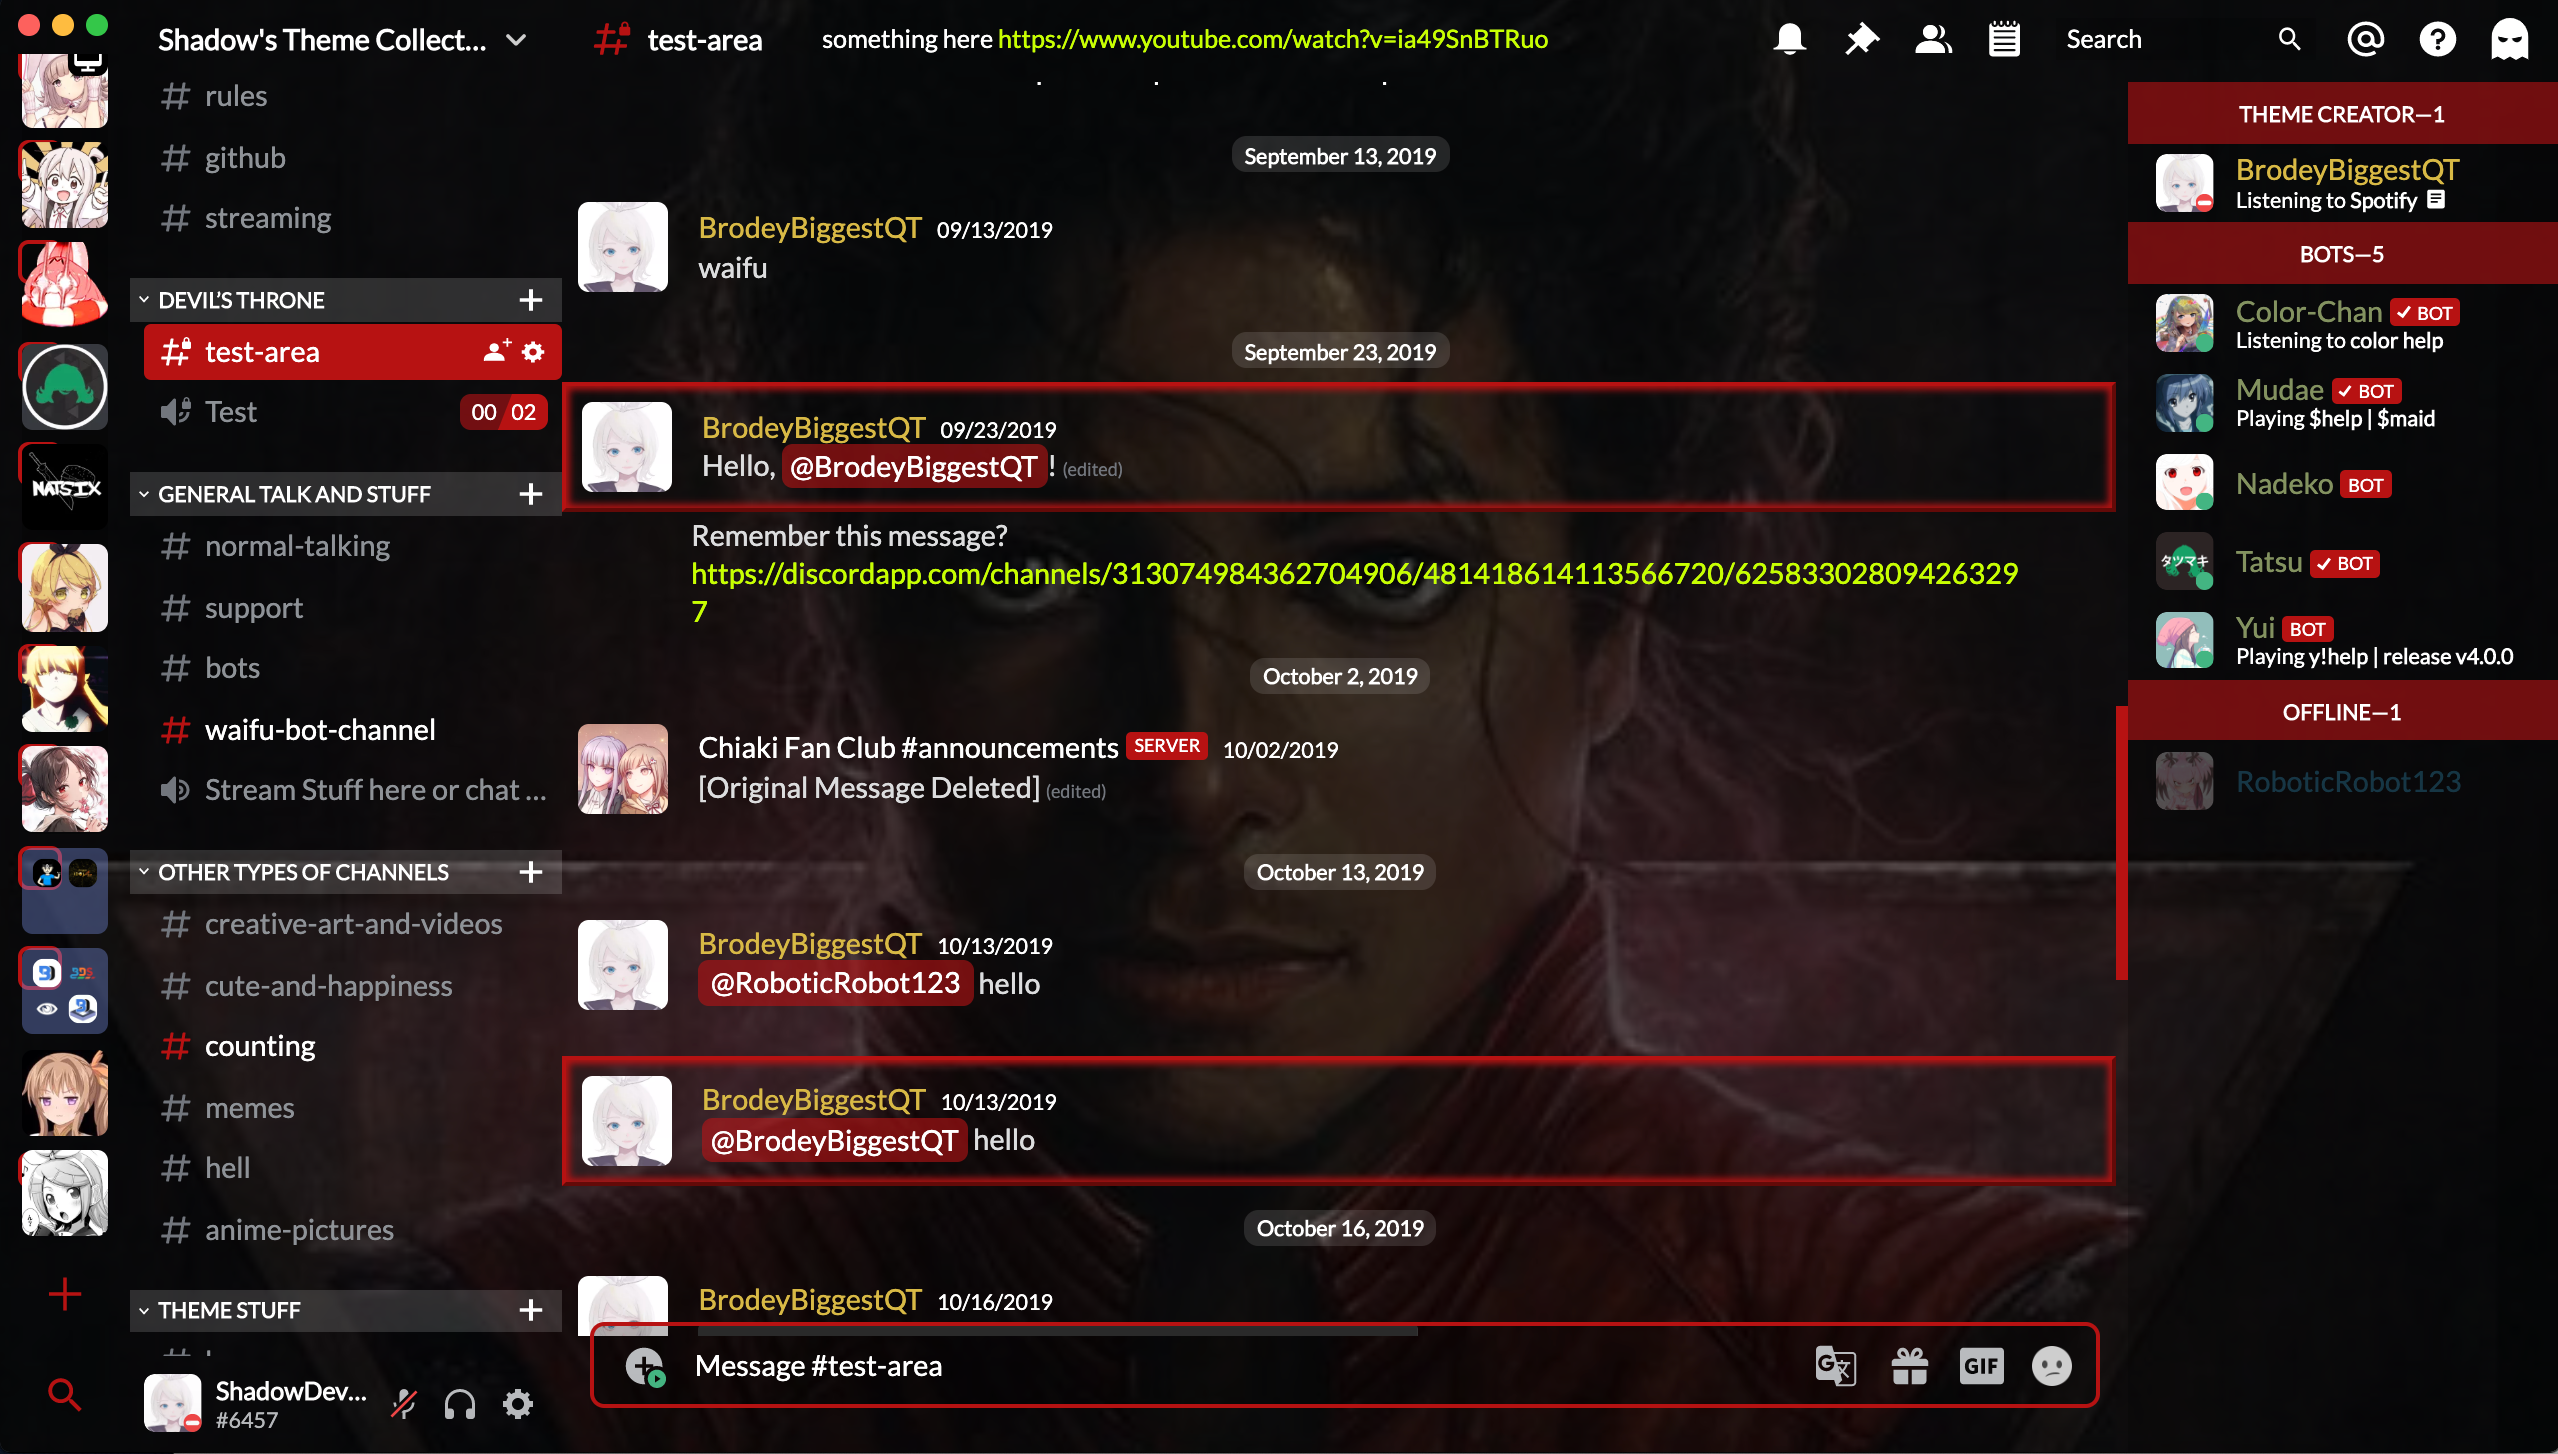 Shadow's Theme Collect...
rules
github
streaming
DEVIL'S THRONE
test-area
Test
00 02
GENERAL TALK AND STUFF
normal-talking
support
bots
waifu-bot-channel
Stream Stuff here or chat ...
OTHER TYPES OF CHANNELS
creative-art-and-videos
cute-and-happiness
counting
memes
hell
anime-pictures
THEME STUFF
ShadowDev...
#6457
NATSIX
test-area
something here https://www.youtube.com/watch?v=ia49SnBTRuo
Search
September 13, 2019
BrodeyBiggestQT 09/13/2019
waifu
September 23, 2019
BrodeyBiggestQT 09/23/2019
Hello, @BrodeyBiggestQT ! (edited)
Remember this message?
https://discordapp.com/channels/313074984362704906/481418614113566720/62583302809426329
7
October 2, 2019
Chiaki Fan Club #announcements SERVER 10/02/2019
[Original Message Deleted] (edited)
October 13, 2019
BrodeyBiggestQT 10/13/2019
@RoboticRobot123 hello
BrodeyBiggestQT 10/13/2019
@BrodeyBiggestQT hello
October 16, 2019
BrodeyBiggestQT 10/16/2019
Message #test-area
GIF
THEME CREATOR—1
BrodeyBiggestQT
Listening to Spotify
BOTS—5
Color-Chan BOT
Listening to color help
Mudae BOT
Playing $help | $maid
Nadeko BOT
タツマキ
Tatsu BOT
Yui BOT
Playing y!help | release v4.0.0
OFFLINE—1
RoboticRobot123